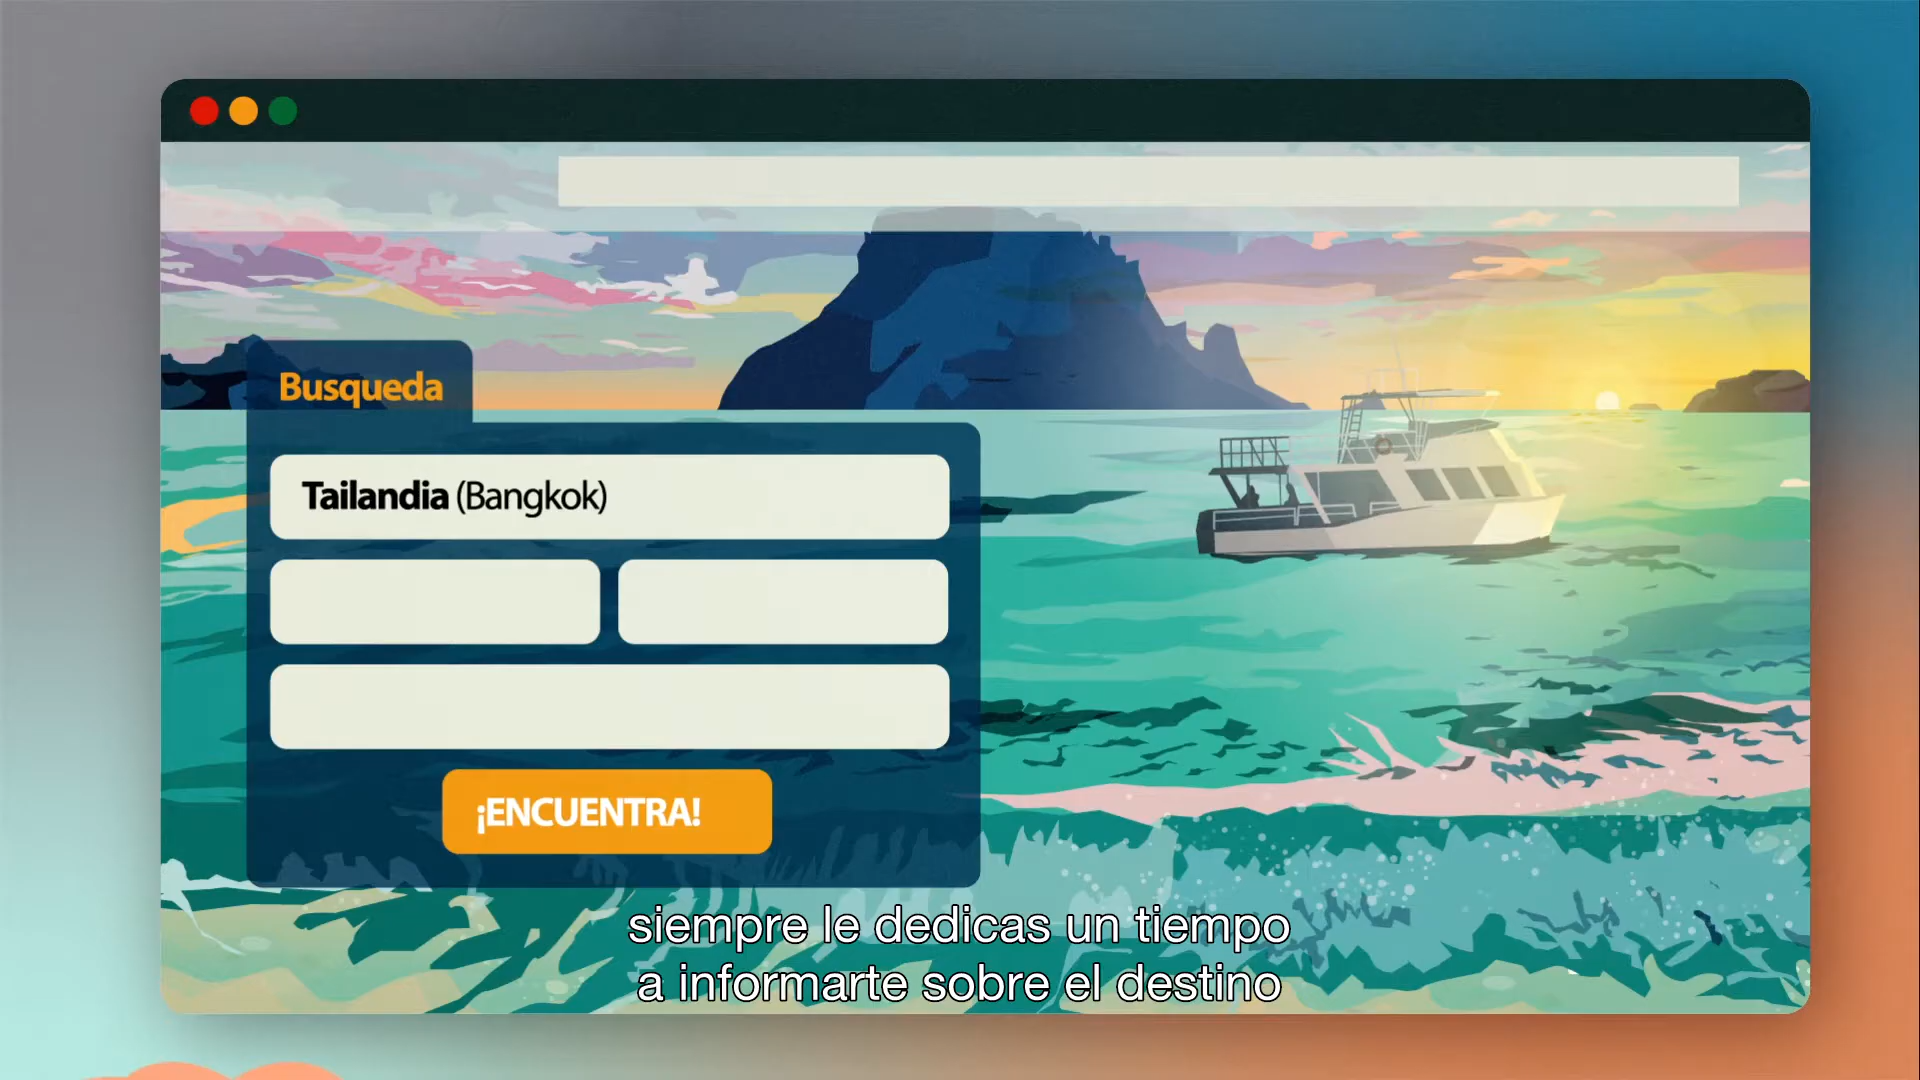 Busqueda
Tailandia (Bangkok)
¡ENCUENTRA!
siempre le dedicas un tiempo
a informarte sobre el destino